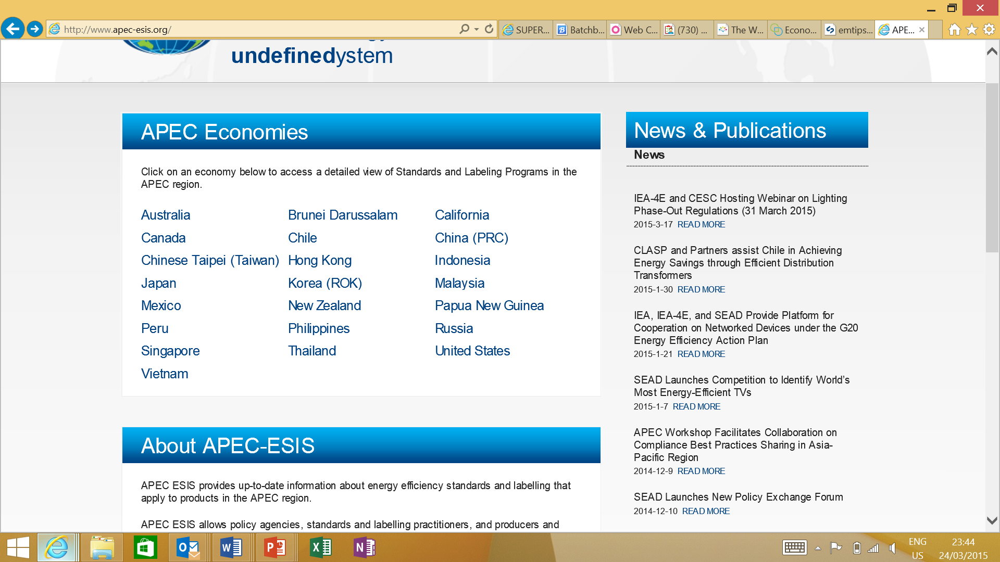 http://www.apec-esis.org/
SUPER...
Batchb...
Web C...
(730) ...
The W...
Econo...
emtips...
APE...
undefinedystem
APEC Economies
Click on an economy below to access a detailed view of Standards and Labeling Programs in the
APEC region.
Australia
Brunei Darussalam
California
Canada
Chile
China (PRC)
Chinese Taipei (Taiwan)
Hong Kong
Indonesia
Japan
Korea (ROK)
Malaysia
Mexico
New Zealand
Papua New Guinea
Peru
Philippines
Russia
Singapore
Thailand
United States
Vietnam
About APEC-ESIS
APEC ESIS provides up-to-date information about energy efficiency standards and labelling that
apply to products in the APEC region.
APEC ESIS allows policy agencies, standards and labelling practitioners, and producers and
News & Publications
News
IEA-4E and CESC Hosting Webinar on Lighting
Phase-Out Regulations (31 March 2015)
2015-3-17 READ MORE
CLASP and Partners assist Chile in Achieving
Energy Savings through Efficient Distribution
Transformers
2015-1-30 READ MORE
IEA, IEA-4E, and SEAD Provide Platform for
Cooperation on Networked Devices under the G20
Energy Efficiency Action Plan
2015-1-21 READ MORE
SEAD Launches Competition to Identify World’s
Most Energy-Efficient TVs
2015-1-7 READ MORE
APEC Workshop Facilitates Collaboration on
Compliance Best Practices Sharing in Asia-
Pacific Region
2014-12-9 READ MORE
SEAD Launches New Policy Exchange Forum
2014-12-10 READ MORE
ENG
US
23:44
24/03/2015